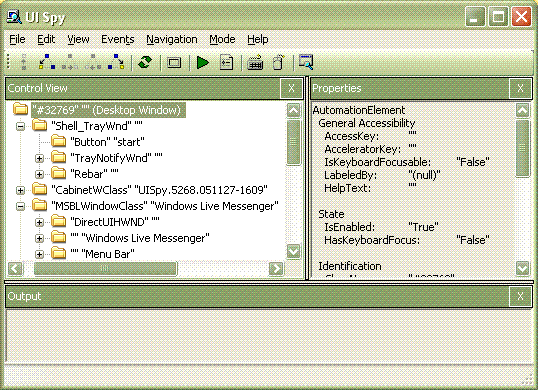 UI Spy
File Edit View Events Navigation Mode Help
Control View X
"#32769" "" (Desktop Window)
"Shell_TrayWnd" ""
"Button" "start"
"TrayNotifyWnd" ""
"Rebar" ""
"CabinetWClass" "UISpy.5268.051127-1609"
"MSBLWindowClass" "Windows Live Messenger"
"DirectUIHWND" ""
"" "Windows Live Messenger"
"" "Menu Bar"
Properties X
AutomationElement
General Accessibility
AccessKey: ""
AcceleratorKey: ""
IsKeyboardFocusable: "False"
LabeledBy: "(null)"
HelpText: ""
State
IsEnabled: "True"
HasKeyboardFocus: "False"
Identification
Output X